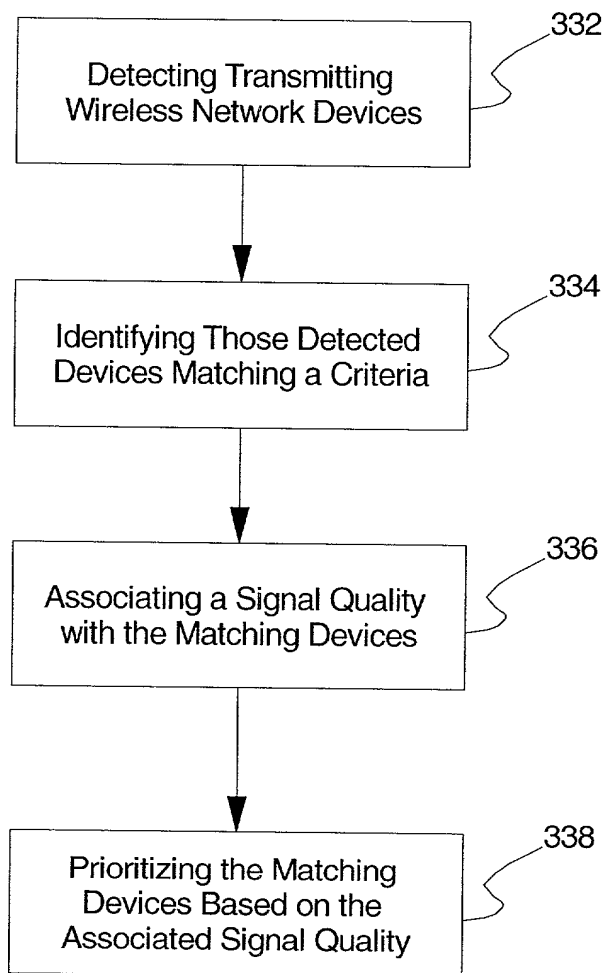 332
Detecting Transmitting
Wireless Network Devices
334
Identifying Those Detected
Devices Matching a Criteria
336
Associating a Signal Quality
with the Matching Devices
338
Prioritizing the Matching
Devices Based on the
Associated Signal Quality